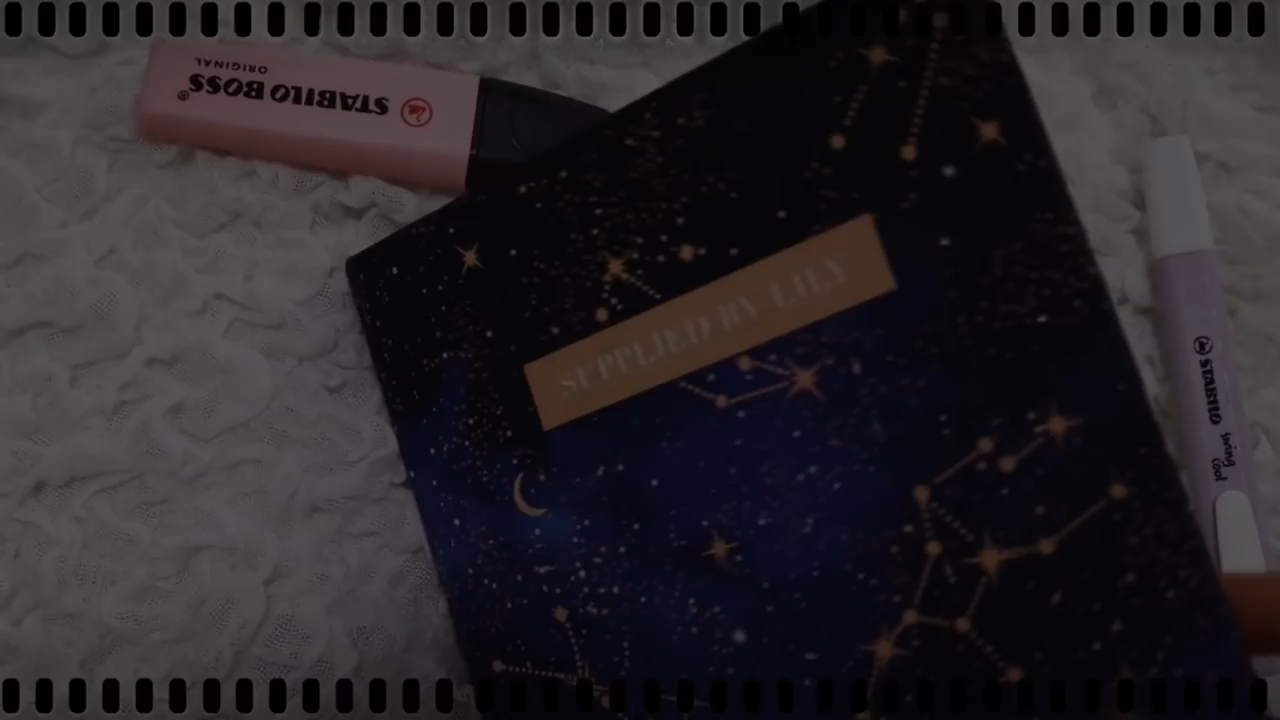 STABILO BOSS®
ORIGINAL
SUPPLIED BY LILY
STABILO
swing
cool